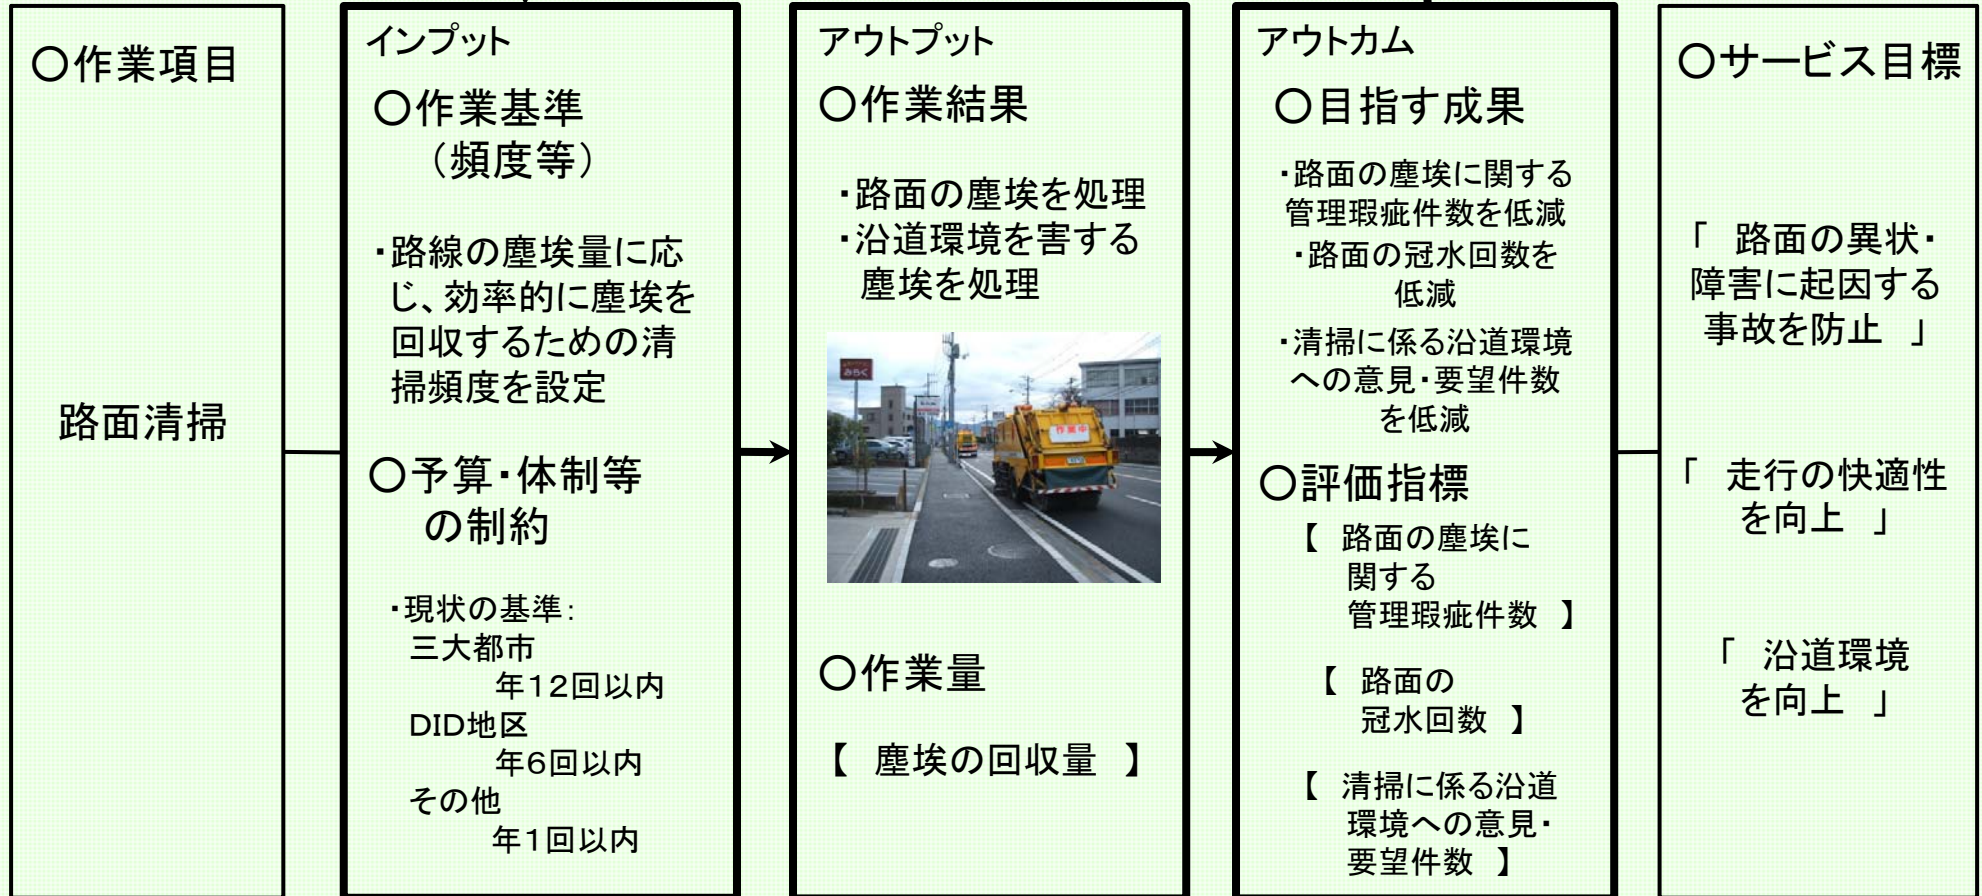 ○作業項目
路面清掃
インプット
○作業基準
（頻度等）
・路線の塵埃量に応
じ、効率的に塵埃を
回収するための清
掃頻度を設定
○予算・体制等
の制約
・現状の基準：
三大都市
年１２回以内
DID地区
年６回以内
その他
年１回以内
アウトプット
○作業結果
・路面の塵埃を処理
・沿道環境を害する
塵埃を処理
みらく
作業中
○作業量
【　塵埃の回収量　】
アウトカム
○目指す成果
・路面の塵埃に関する
管理瑕疵件数を低減
・路面の冠水回数を
低減
・清掃に係る沿道環境
への意見・要望件数
を低減
○評価指標
【　路面の塵埃に
関する
管理瑕疵件数　】
【　路面の
冠水回数　】
【　清掃に係る沿道
環境への意見・
要望件数　】
○サービス目標
「　路面の異状・
障害に起因する
事故を防止　」
「　走行の快適性
を向上　」
「　沿道環境
を向上　」